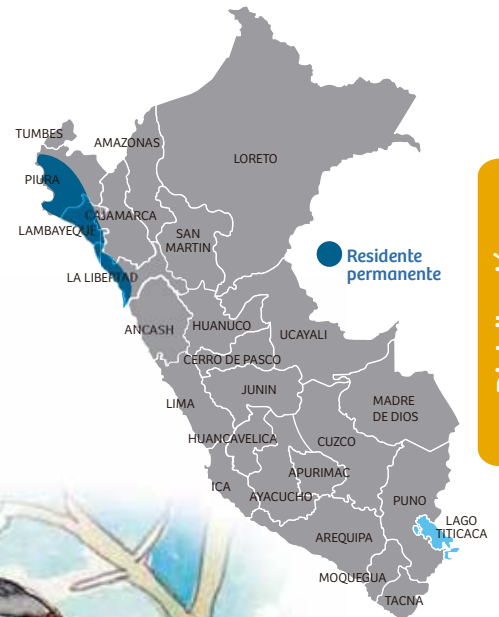 TUMBES
AMAZONAS
LORETO
PIURA
CAJAMARCA
LAMBAYEQUE
SAN
MARTIN
Residente
permanente
LA LIBERTAD
ANCASH
HUANUCO
UCAYALI
CERRO DE PASCO
JUNIN
LIMA
MADRE
DE DIOS
HUANCAVELICA
CUZCO
APURIMAC
ICA
AYACUCHO
PUNO
LAGO
TITICACA
AREQUIPA
MOQUEGUA
TACNA